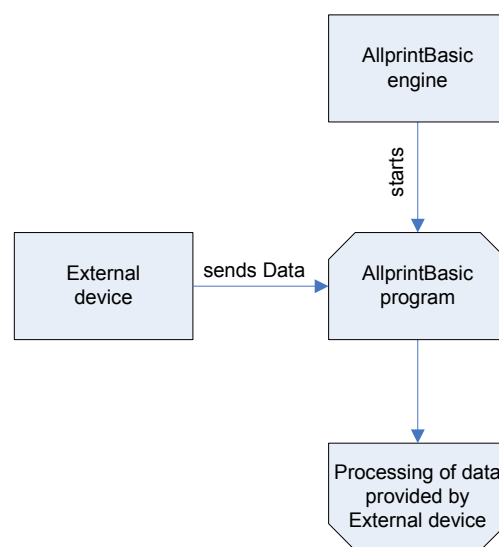 AllprintBasic
engine
starts
External
device
sends Data
AllprintBasic
program
Processing of data
provided by
External device